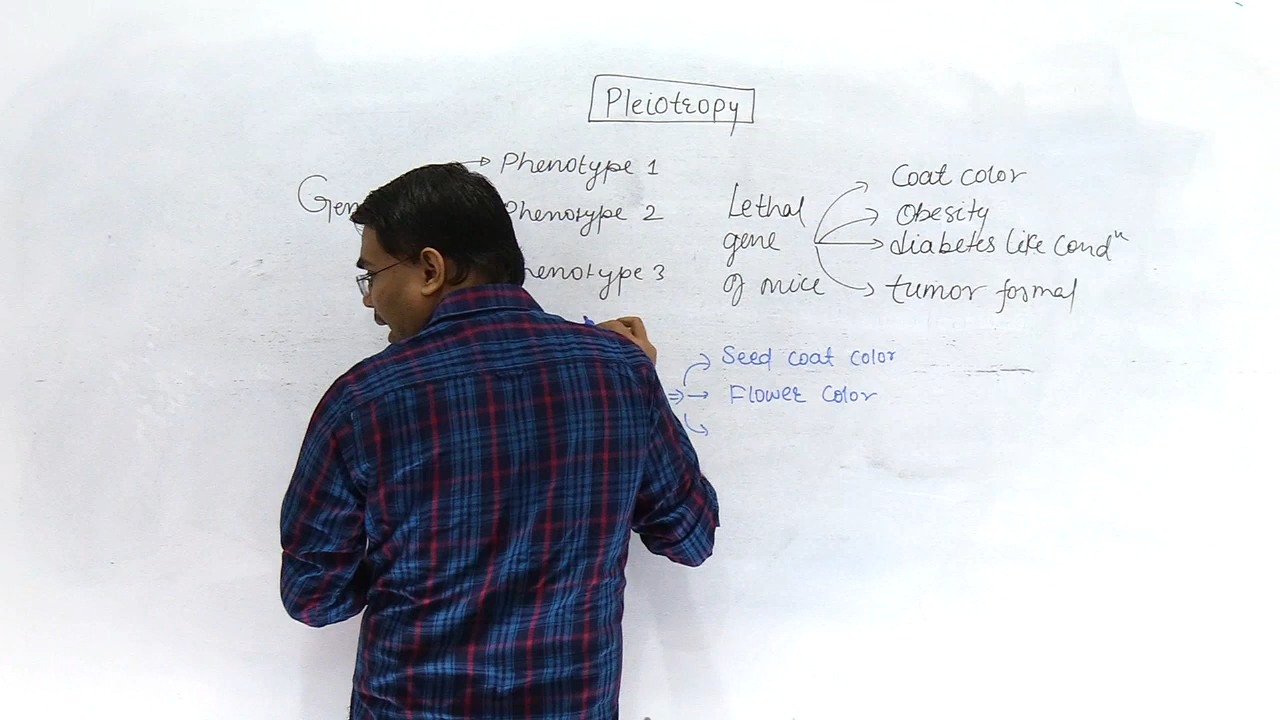 Pleiotropy
Gen
Phenotype 1
Phenotype 2
henotype 3
Lethal
gene
of mice
Coat color
Obesity
diabetes like condⁿ
tumor formal
Seed coat color
Flower color